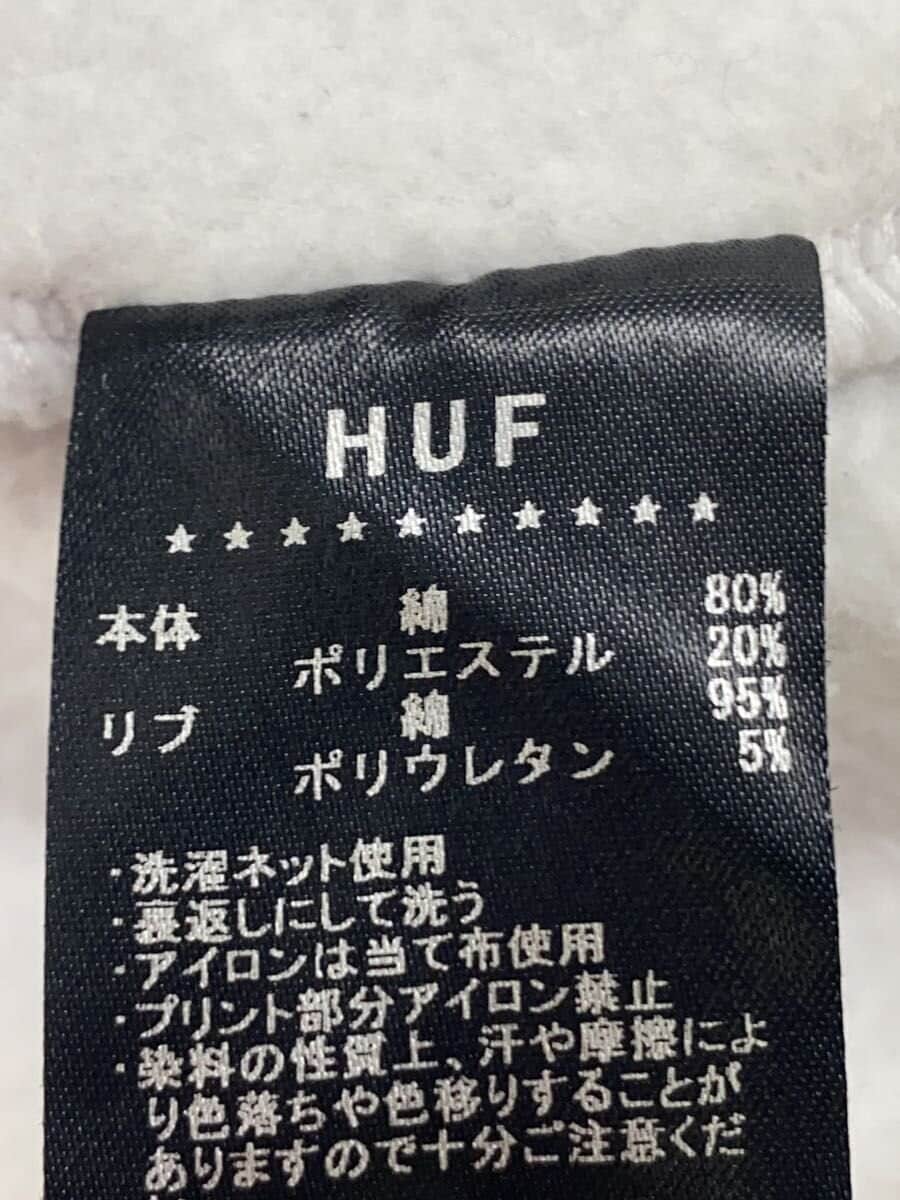 HUF
★★★★★★★★★★
本体 綿 80%
ポリエステル 20%
リブ 綿 95%
ポリウレタン 5%
・洗濯ネット使用
・裏返しにして洗う
・アイロンは当て布使用
・プリント部分アイロン禁止
・染料の性質上、汗や摩擦によ
り色落ちや色移りすることが
ありますので十分ご注意くだ